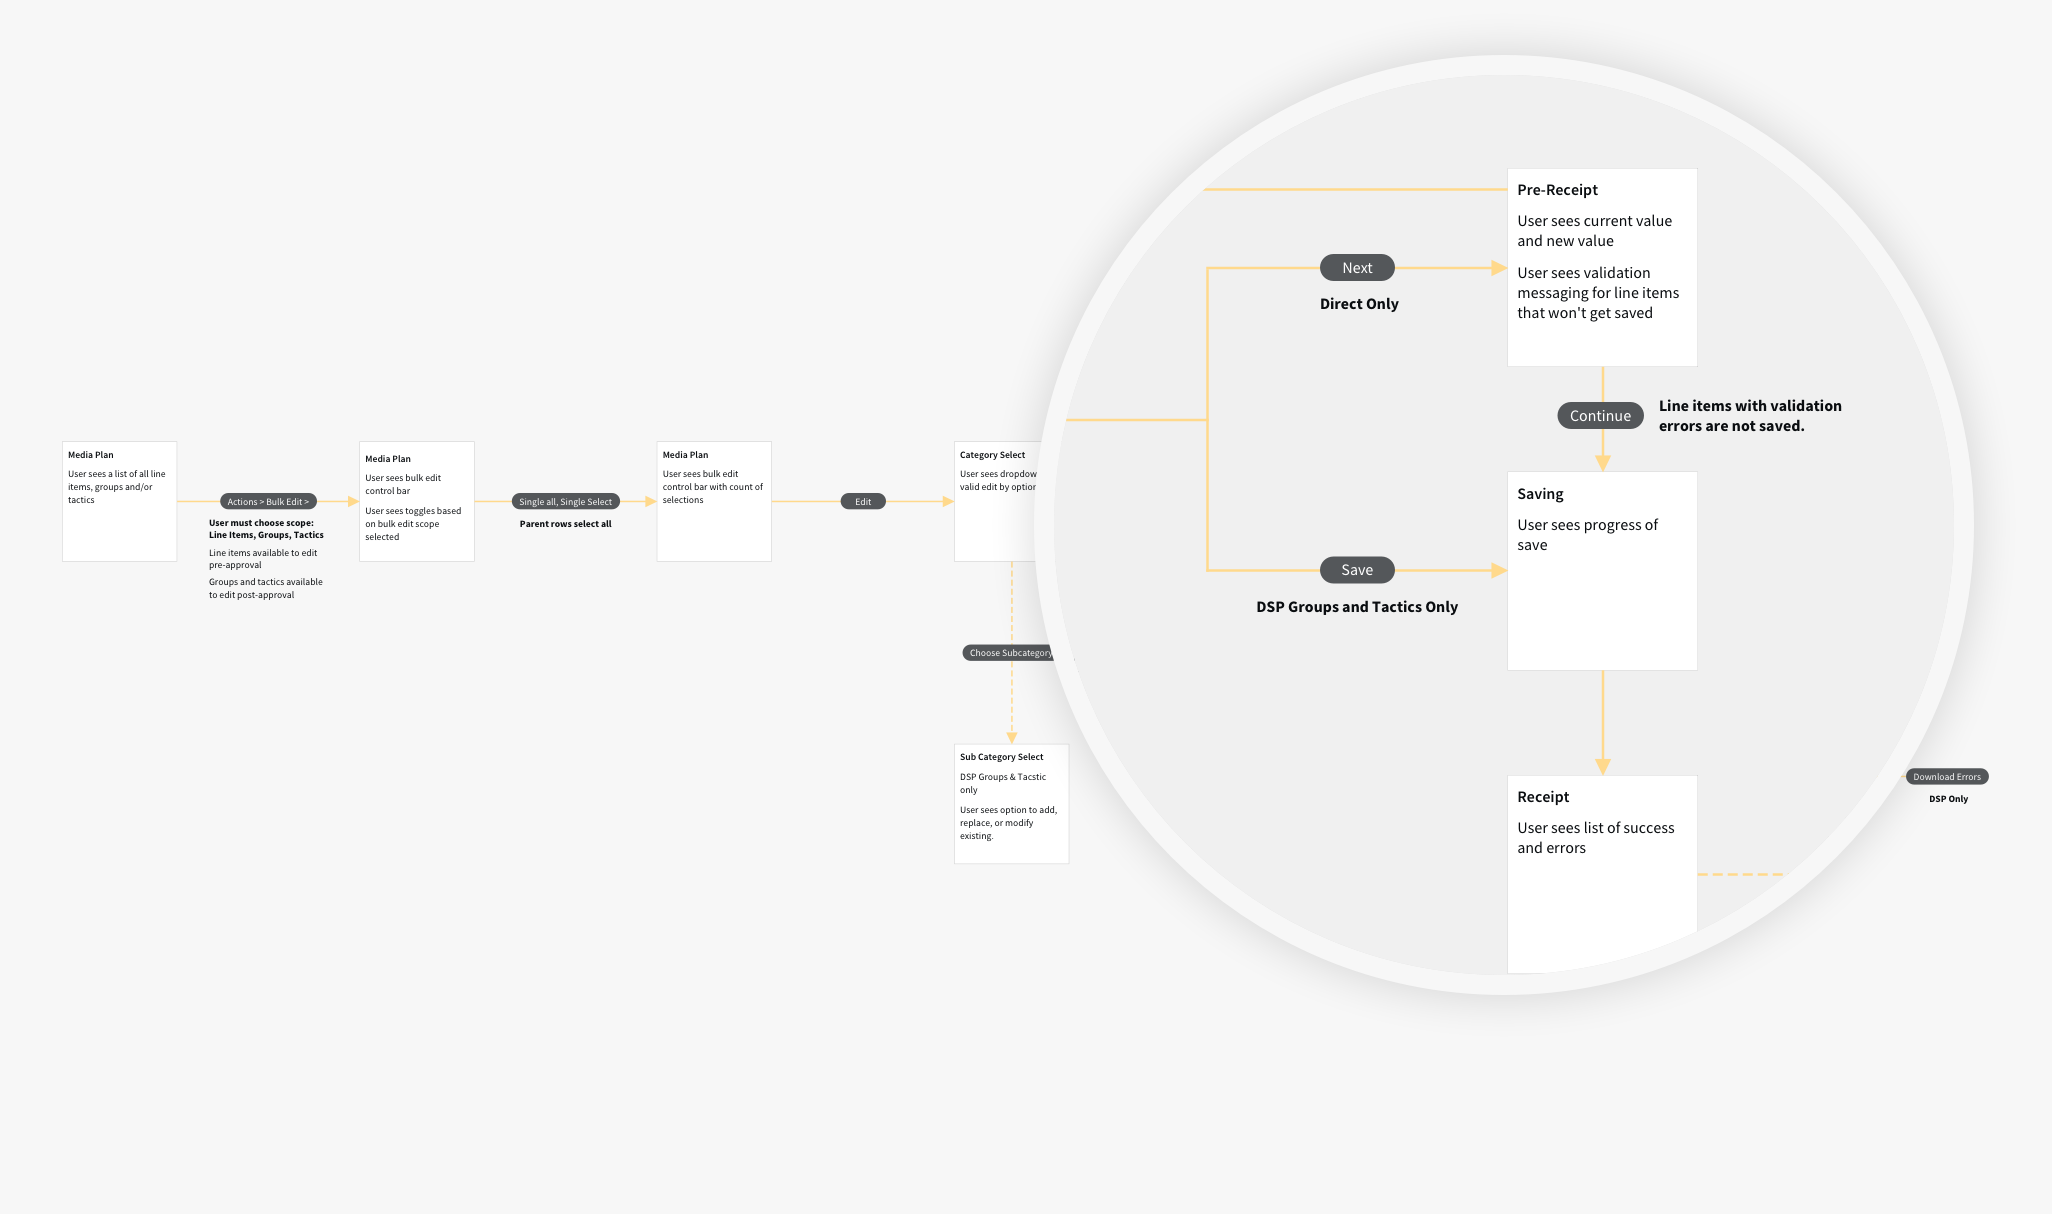 Media Plan
User sees a list of all line
items, groups and/or
tactics
Actions > Bulk Edit >
User must choose scope:
Line Items, Groups, Tactics
Line items available to edit
pre-approval
Groups and tactics available
to edit post-approval
Media Plan
User sees bulk edit
control bar
User sees toggles based
on bulk edit scope
selected
Single all, Single Select
Parent rows select all
Media Plan
User sees bulk edit
control bar with count of
selections
Edit
Category Select
User sees
valid edit by
Choose Subcategory
Sub Category Select
DSP Groups & Tacstic
only
User sees option to add,
replace, or modify
existing.
Next
Direct Only
Save
DSP Groups and Tactics Only
Pre-Receipt
User sees current value
and new value
User sees validation
messaging for line items
that won't get saved
Continue
Line items with validation
errors are not saved.
Saving
User sees progress of
save
Receipt
User sees list of success
and errors
Download Errors
DSP Only